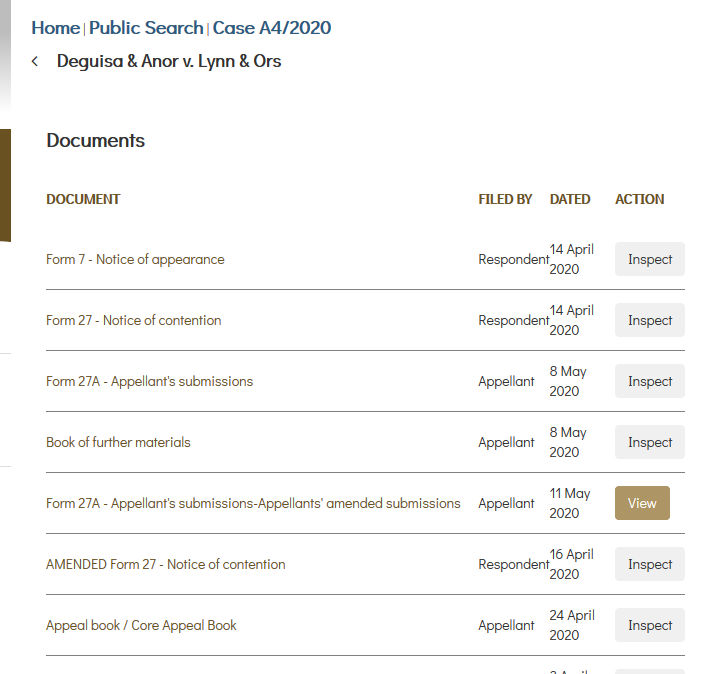 Home | Public Search | Case A4/2020
< Deguisa & Anor v. Lynn & Ors
Documents
DOCUMENT FILED BY DATED ACTION
Form 7 - Notice of appearance Respondent 14 April 2020 Inspect
Form 27 - Notice of contention Respondent 14 April 2020 Inspect
Form 27A - Appellant's submissions Appellant 8 May 2020 Inspect
Book of further materials Appellant 8 May 2020 Inspect
Form 27A - Appellant's submissions-Appellants' amended submissions Appellant 11 May 2020 View
AMENDED Form 27 - Notice of contention Respondent 16 April 2020 Inspect
Appeal book / Core Appeal Book Appellant 24 April 2020 Inspect